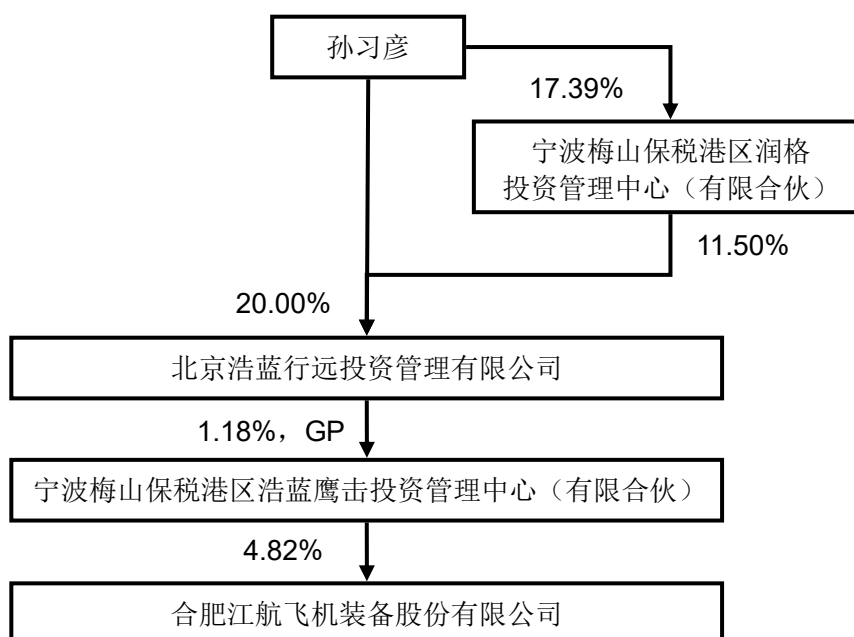 孙习彦
17.39%
宁波梅山保税港区润格
投资管理中心（有限合伙）
11.50%
20.00%
北京浩蓝行远投资管理有限公司
1.18%，GP
宁波梅山保税港区浩蓝鹰击投资管理中心（有限合伙）
4.82%
合肥江航飞机装备股份有限公司